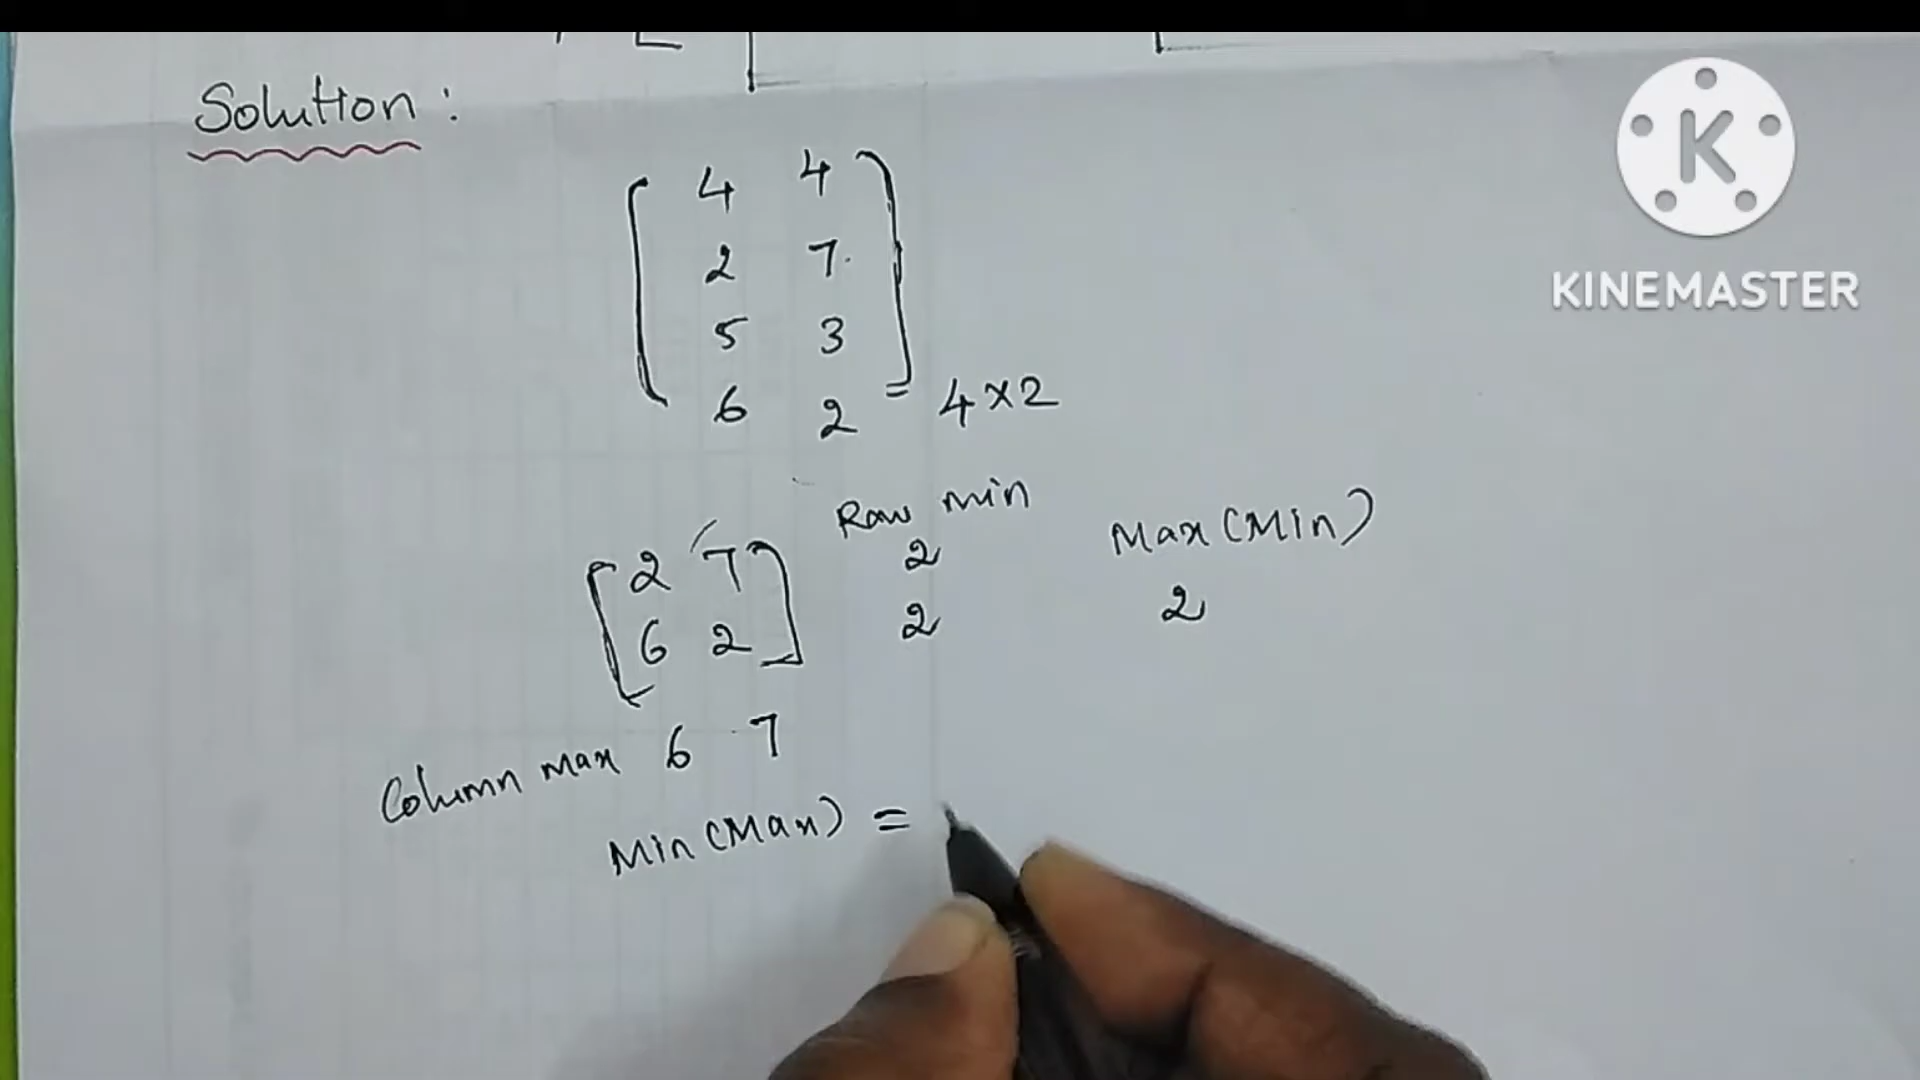 Solution :
4 4
2 7
5 3
6 2 = 4×2
Raw min
Max (Min)
2 7 2
6 2 2 2
Column max 6 7
Min (Max) =
K
KINEMASTER